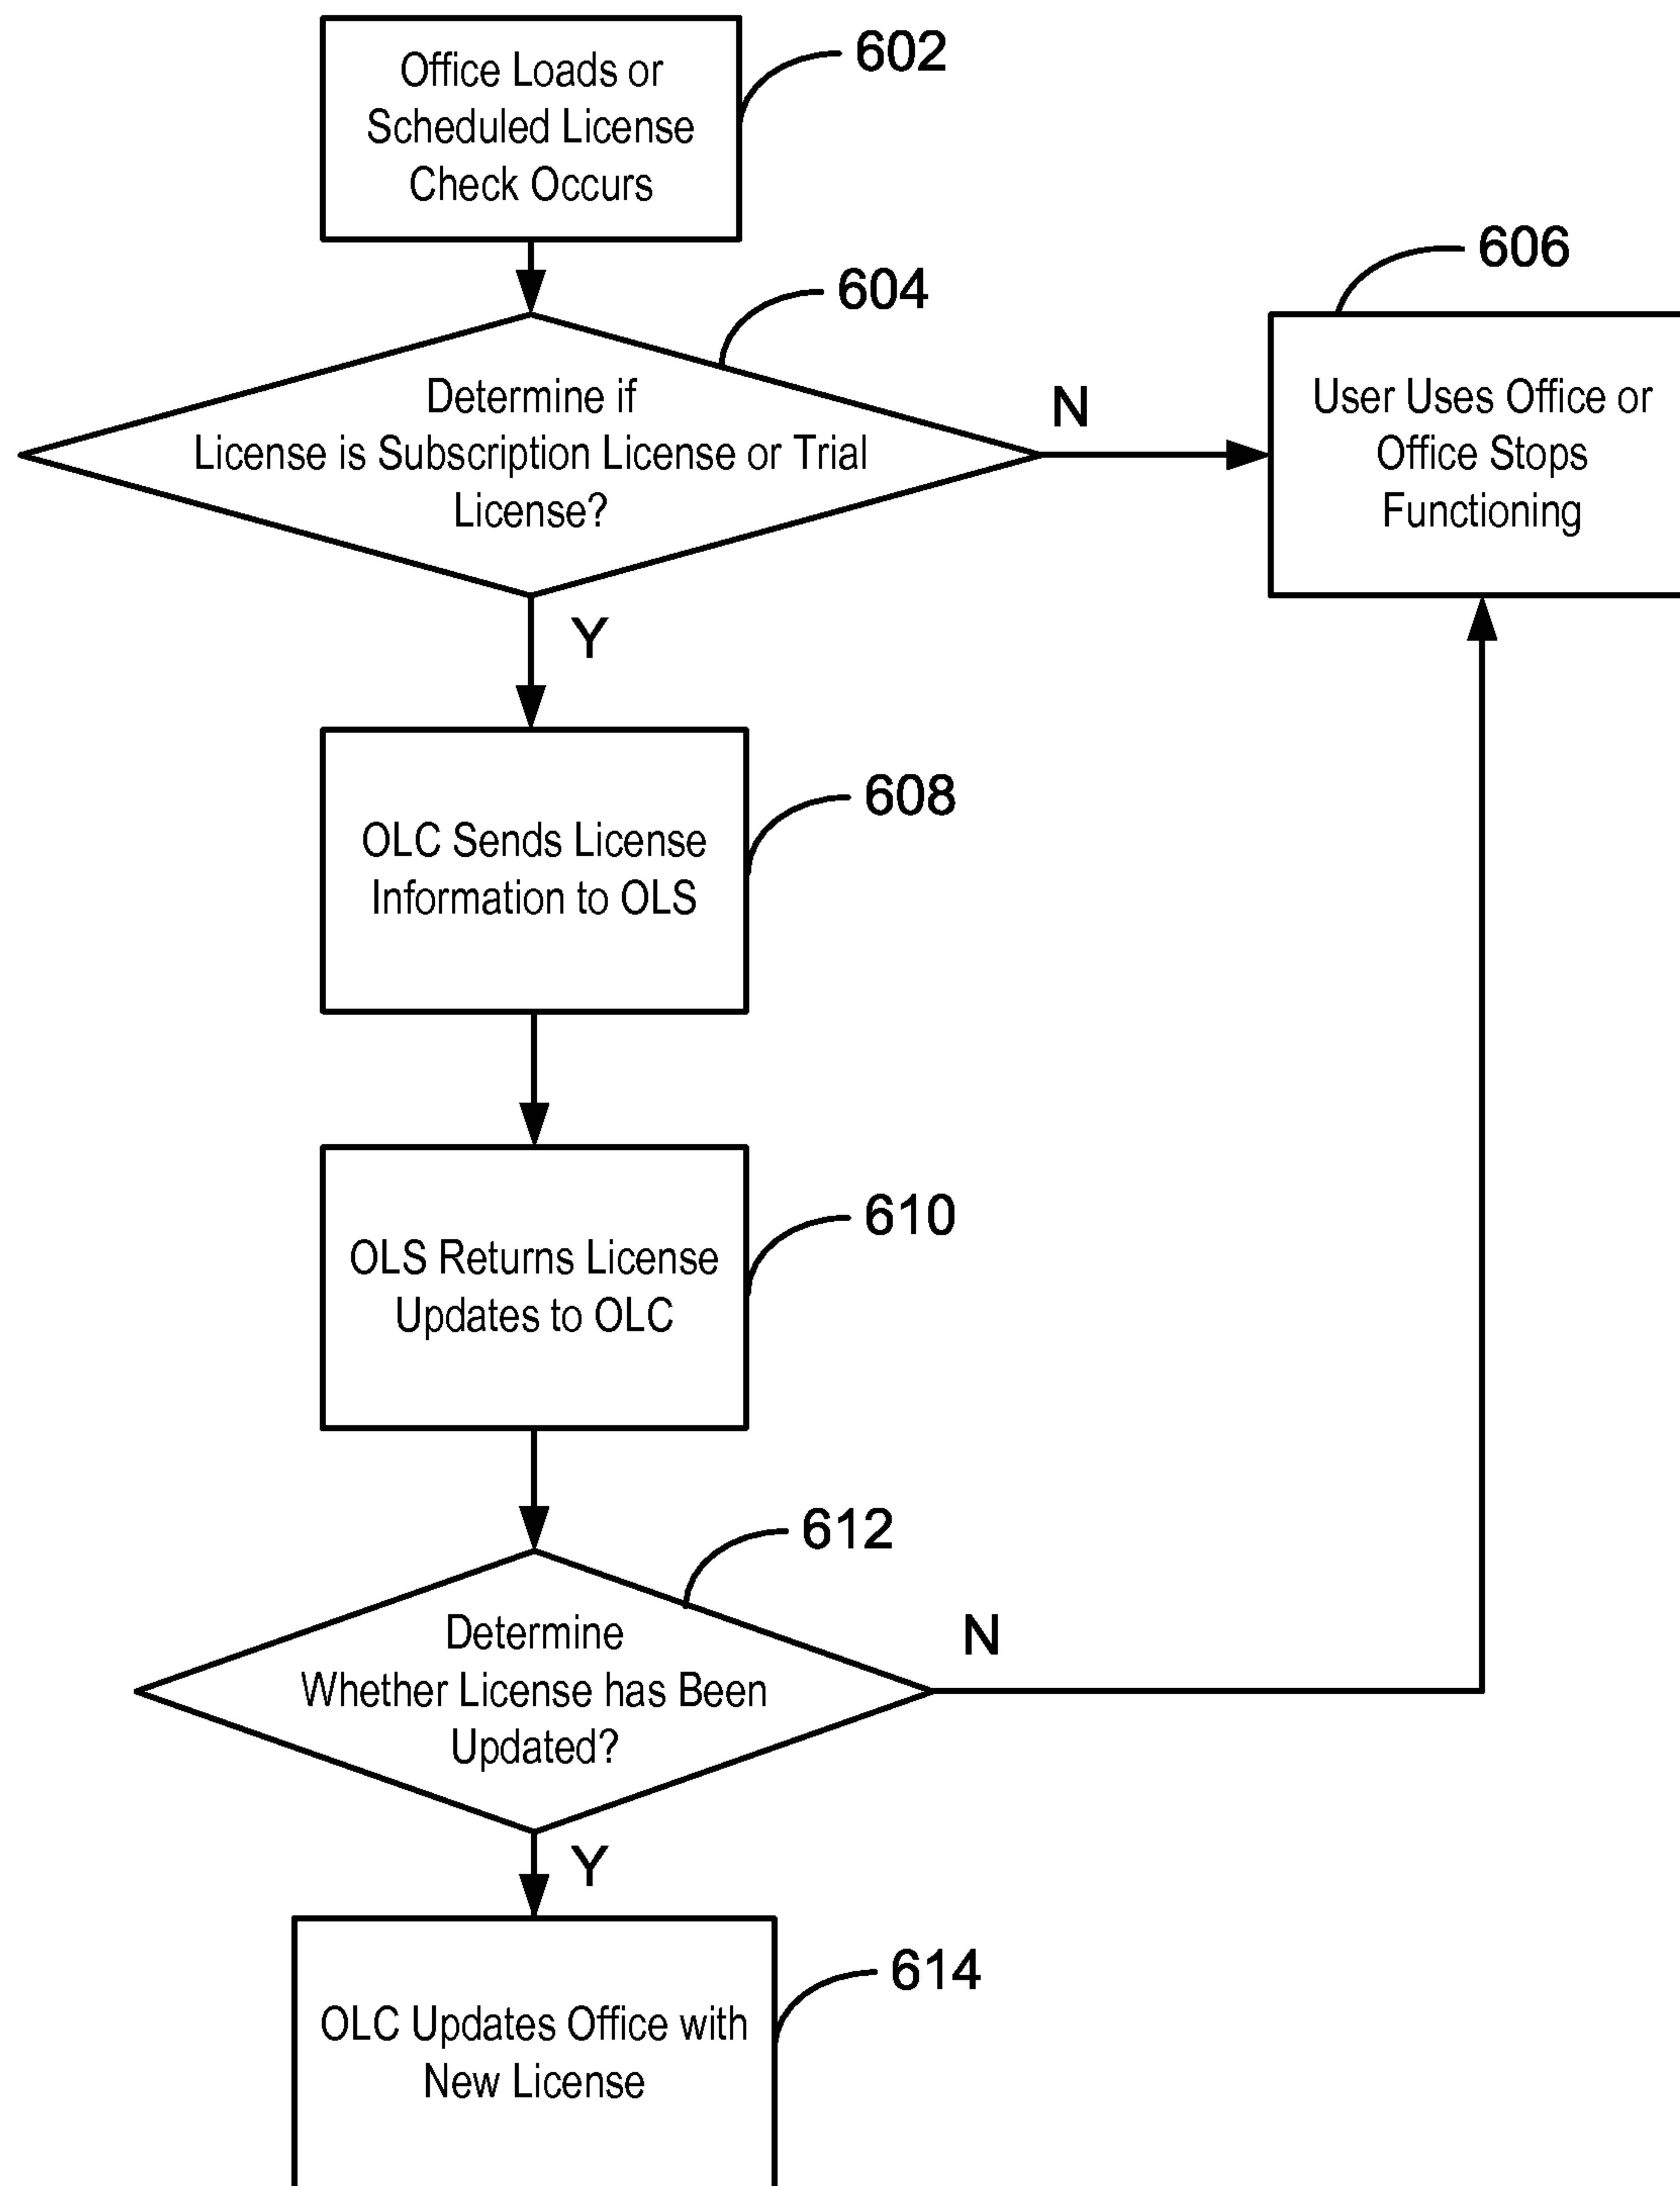 Office Loads or
Scheduled License
Check Occurs
602
604
Determine if
License is Subscription License or Trial
License?
N
606
User Uses Office or
Office Stops
Functioning
Y
608
OLC Sends License
Information to OLS
610
OLS Returns License
Updates to OLC
612
Determine
Whether License has Been
Updated?
N
Y
614
OLC Updates Office with
New License